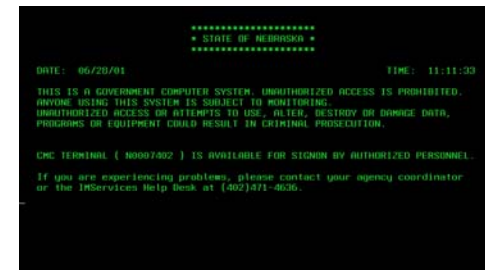 *********************
* STATE OF NEBRASKA *
*********************
DATE: 06/28/01 TIME: 11:11:33
THIS IS A GOVERNMENT COMPUTER SYSTEM. UNAUTHORIZED ACCESS IS PROHIBITED.
ANYONE USING THIS SYSTEM IS SUBJECT TO MONITORING.
UNAUTHORIZED ACCESS OR ATTEMPTS TO USE, ALTER, DESTROY OR DAMAGE DATA,
PROGRAMS OR EQUIPMENT COULD RESULT IN CRIMINAL PROSECUTION.
CMC TERMINAL ( N0007402 ) IS AVAILABLE FOR SIGNON BY AUTHORIZED PERSONNEL.
If you are experiencing problems, please contact your agency coordinator
or the IMServices Help Desk at (402)471-4636.